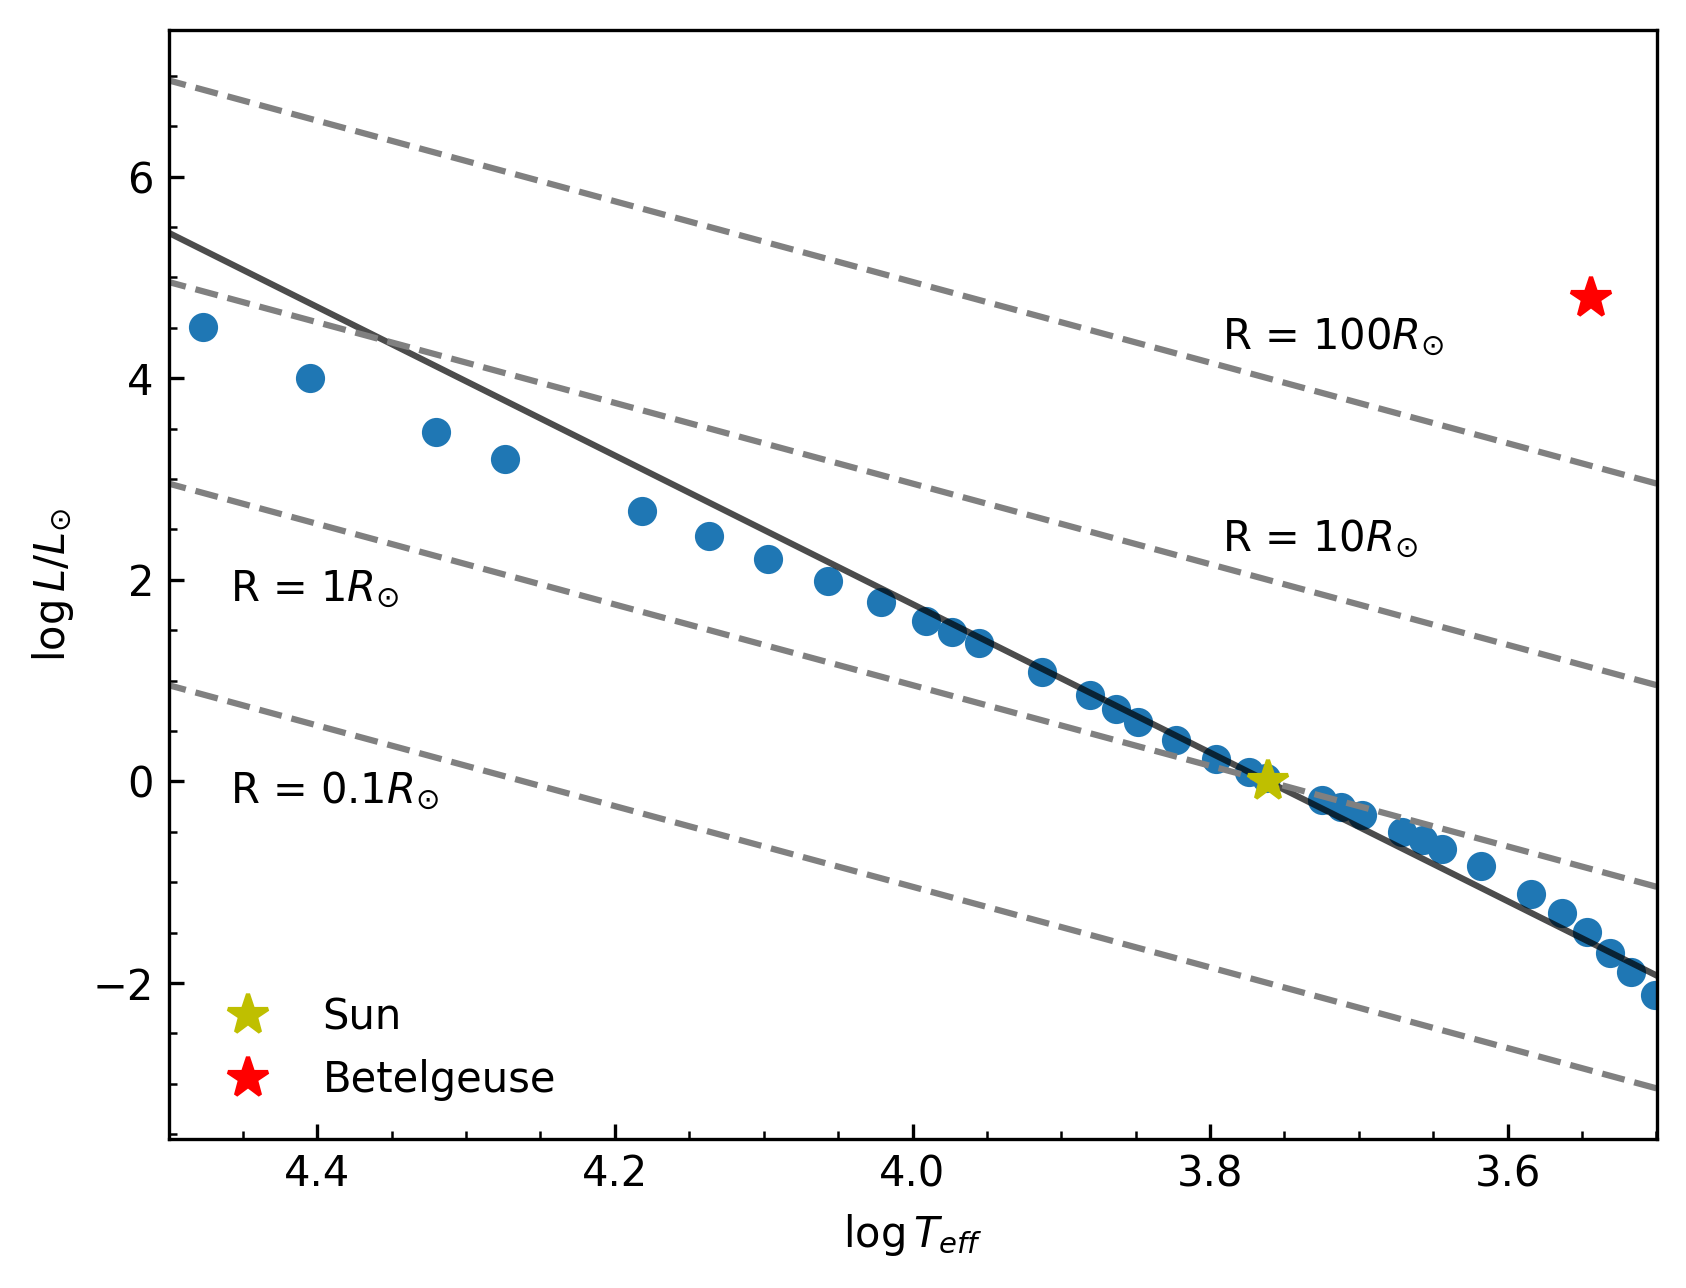 6
4
2
0
−2
log L/L⊙
R = 100R⊙
R = 10R⊙
R = 1R⊙
R = 0.1R⊙
Sun
Betelgeuse
4.4 4.2 4.0 3.8 3.6
log Teff